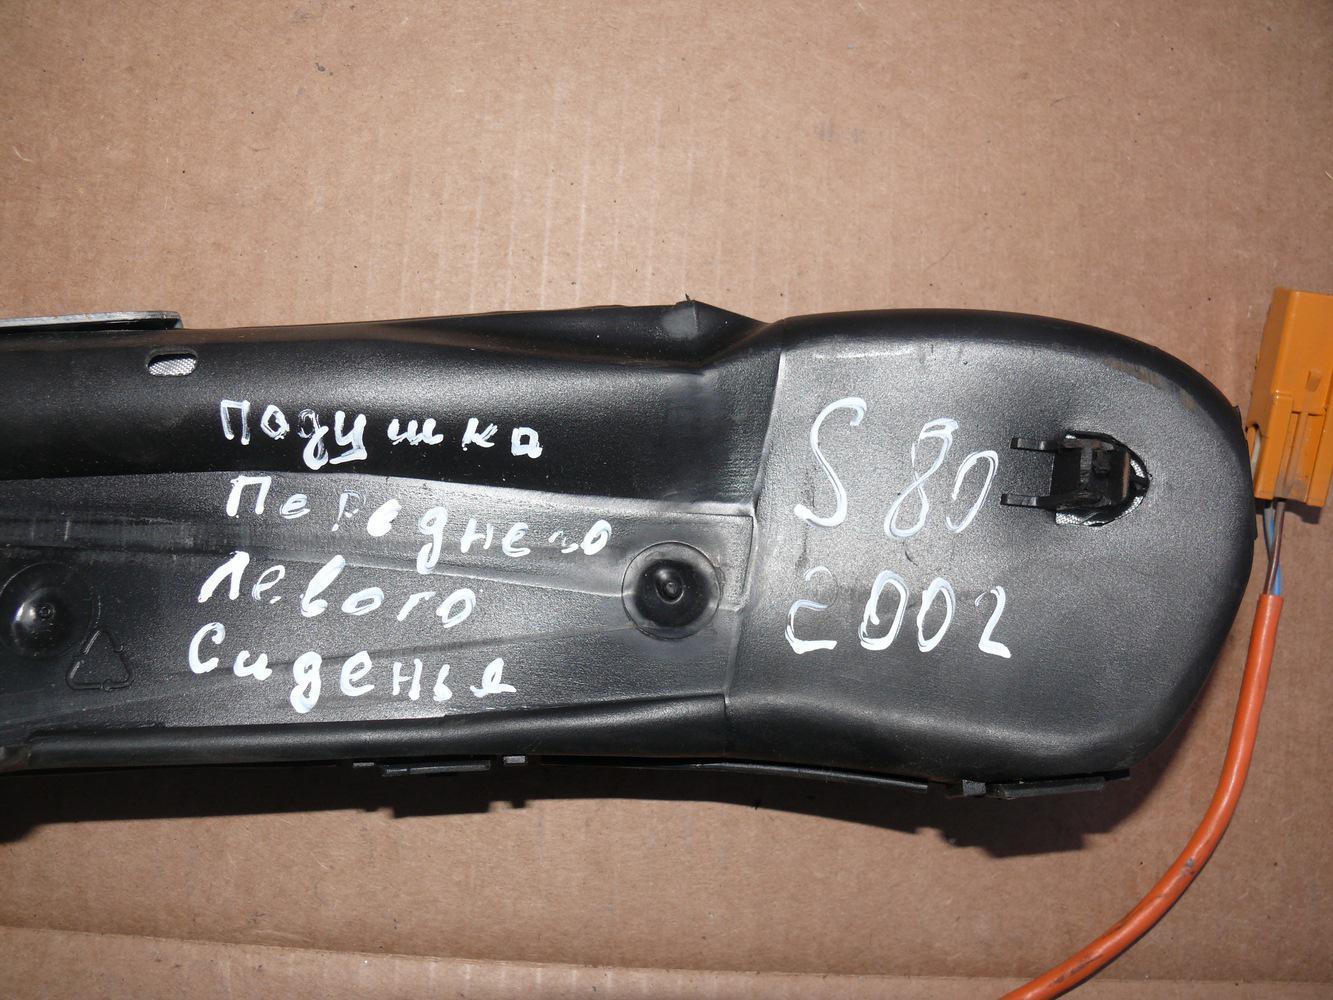 Подушка
Переднего
Левого
Сиденья
S 80
2002